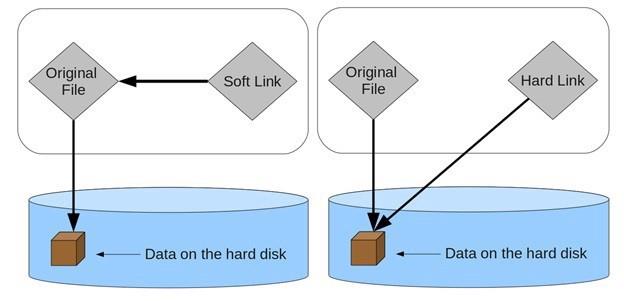 Original
File
Soft Link
Data on the hard disk
Original
File
Hard Link
Data on the hard disk